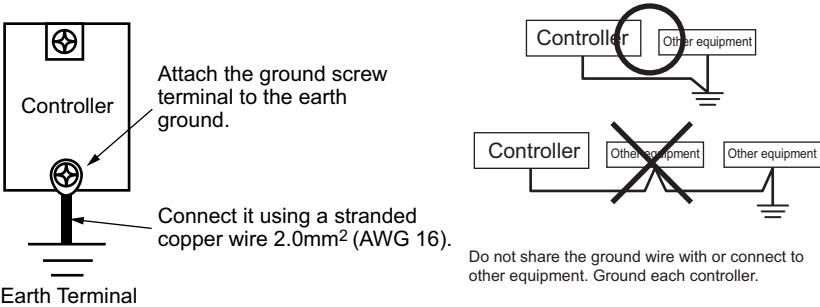 Controller
Attach the ground screw
terminal to the earth
ground.
Connect it using a stranded
copper wire 2.0mm² (AWG 16).
Earth Terminal
Controller
Other equipment
Controller
Other equipment
Other equipment
Do not share the ground wire with or connect to
other equipment. Ground each controller.